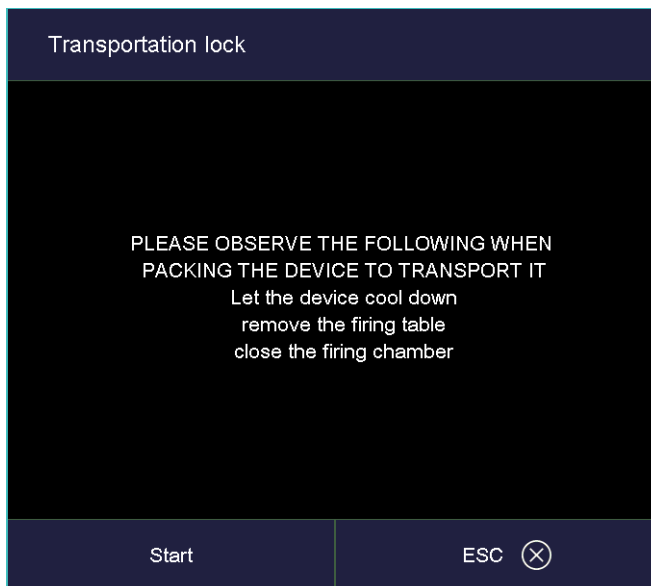 Transportation lock
PLEASE OBSERVE THE FOLLOWING WHEN
PACKING THE DEVICE TO TRANSPORT IT
Let the device cool down
remove the firing table
close the firing chamber
Start
ESC